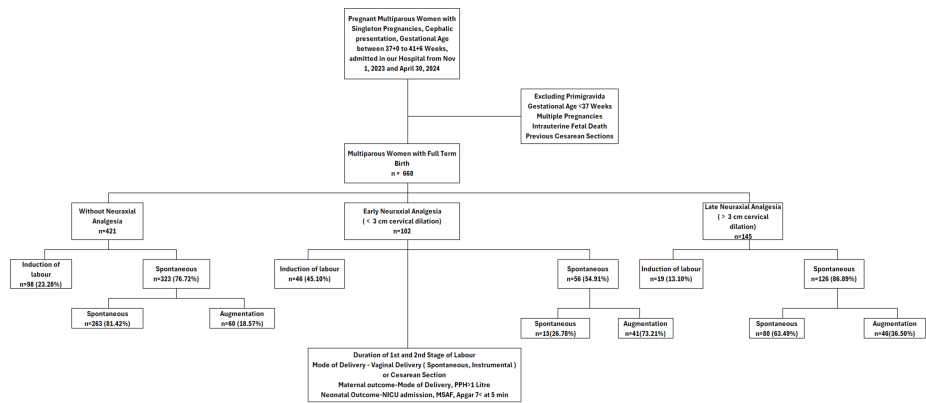 Pregnant Multiparous Women with
Singleton Pregnancies, Cephalic
presentation, Gestational Age
between 37+0 to 41+6 Weeks,
admitted in our Hospital from Nov
1, 2023 and April 30, 2024
Excluding Primigravida
Gestational Age <37 Weeks
Multiple Pregnancies
Intrauterine Fetal Death
Previous Cesarean Sections
Multiparous Women with Full Term
Birth
n = 668
Without Neuraxial
Analgesia
n=421
Early Neuraxial Analgesia
( < 3 cm cervical dilation)
n=102
Late Neuraxial Analgesia
( > 3 cm cervical
dilation)
n=145
Induction of
labour
n=98 (23.28%)
Spontaneous
n=323 (76.72%)
Induction of labour
n=46 (45.10%)
Spontaneous
n=56 (54.91%)
Induction of labour
n=19 (13.10%)
Spontaneous
n=126 (86.89%)
Spontaneous
n=263 (81.42%)
Augmentation
n=60 (18.57%)
Spontaneous
n=15(26.78%)
Augmentation
n=41(73.21%)
Spontaneous
n=80 (63.49%)
Augmentation
n=46(36.50%)
Duration of 1st and 2nd Stage of Labour
Mode of Delivery - Vaginal Delivery ( Spontaneous, Instrumental )
or Cesarean Section
Maternal outcome-Mode of Delivery, PPH>1 Litre
Neonatal Outcome-NICU admission, MSAF, Apgar 7< at 5 min